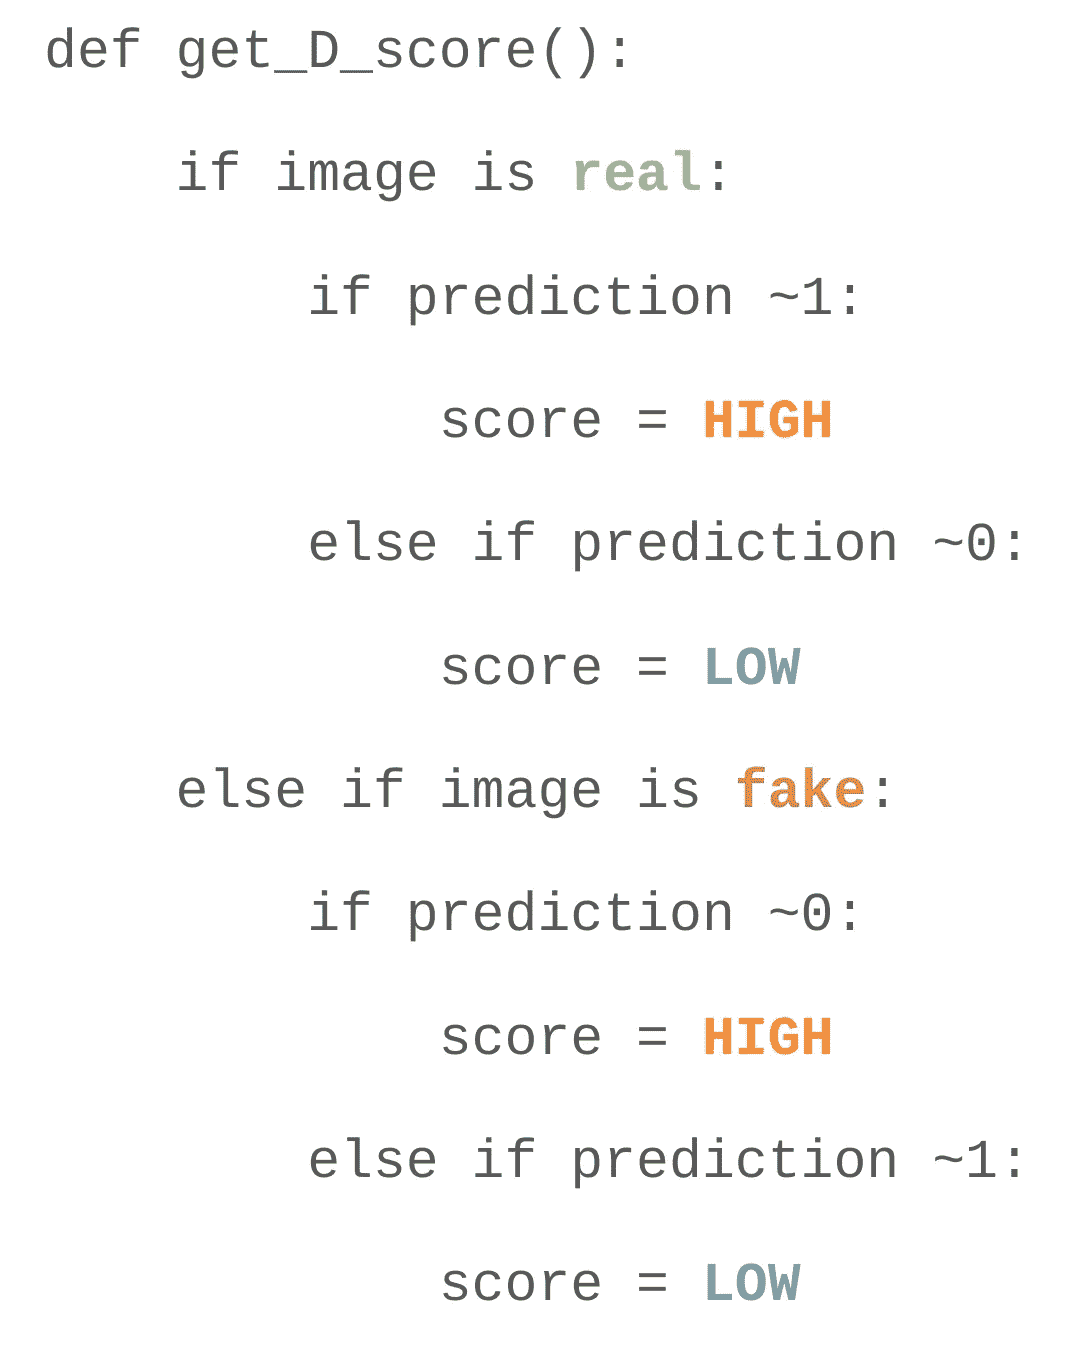 def get_D_score():
if image is real:
if prediction ~1:
score = HIGH
else if prediction ~0:
score = LOW
else if image is fake:
if prediction ~0:
score = HIGH
else if prediction ~1:
score = LOW